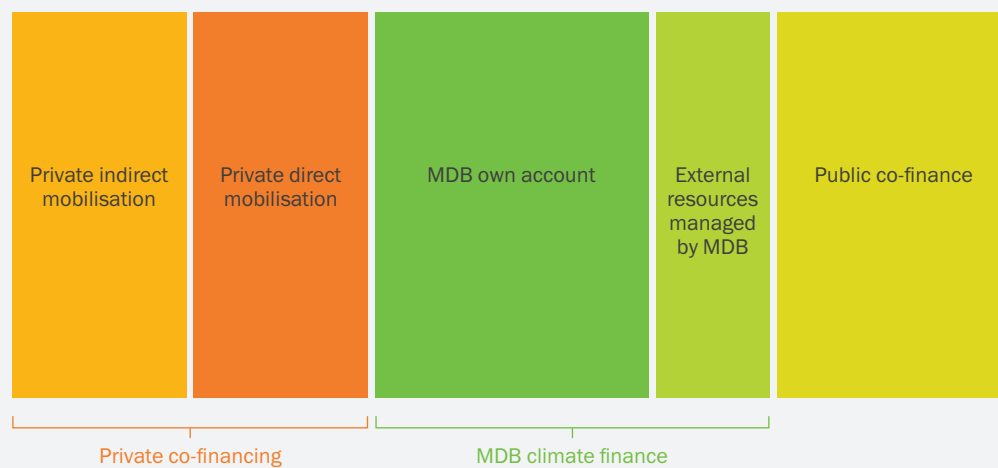 Private indirect
mobilisation
Private direct
mobilisation
MDB own account
External
resources
managed
by MDB
Public co-finance
Private co-financing
MDB climate finance